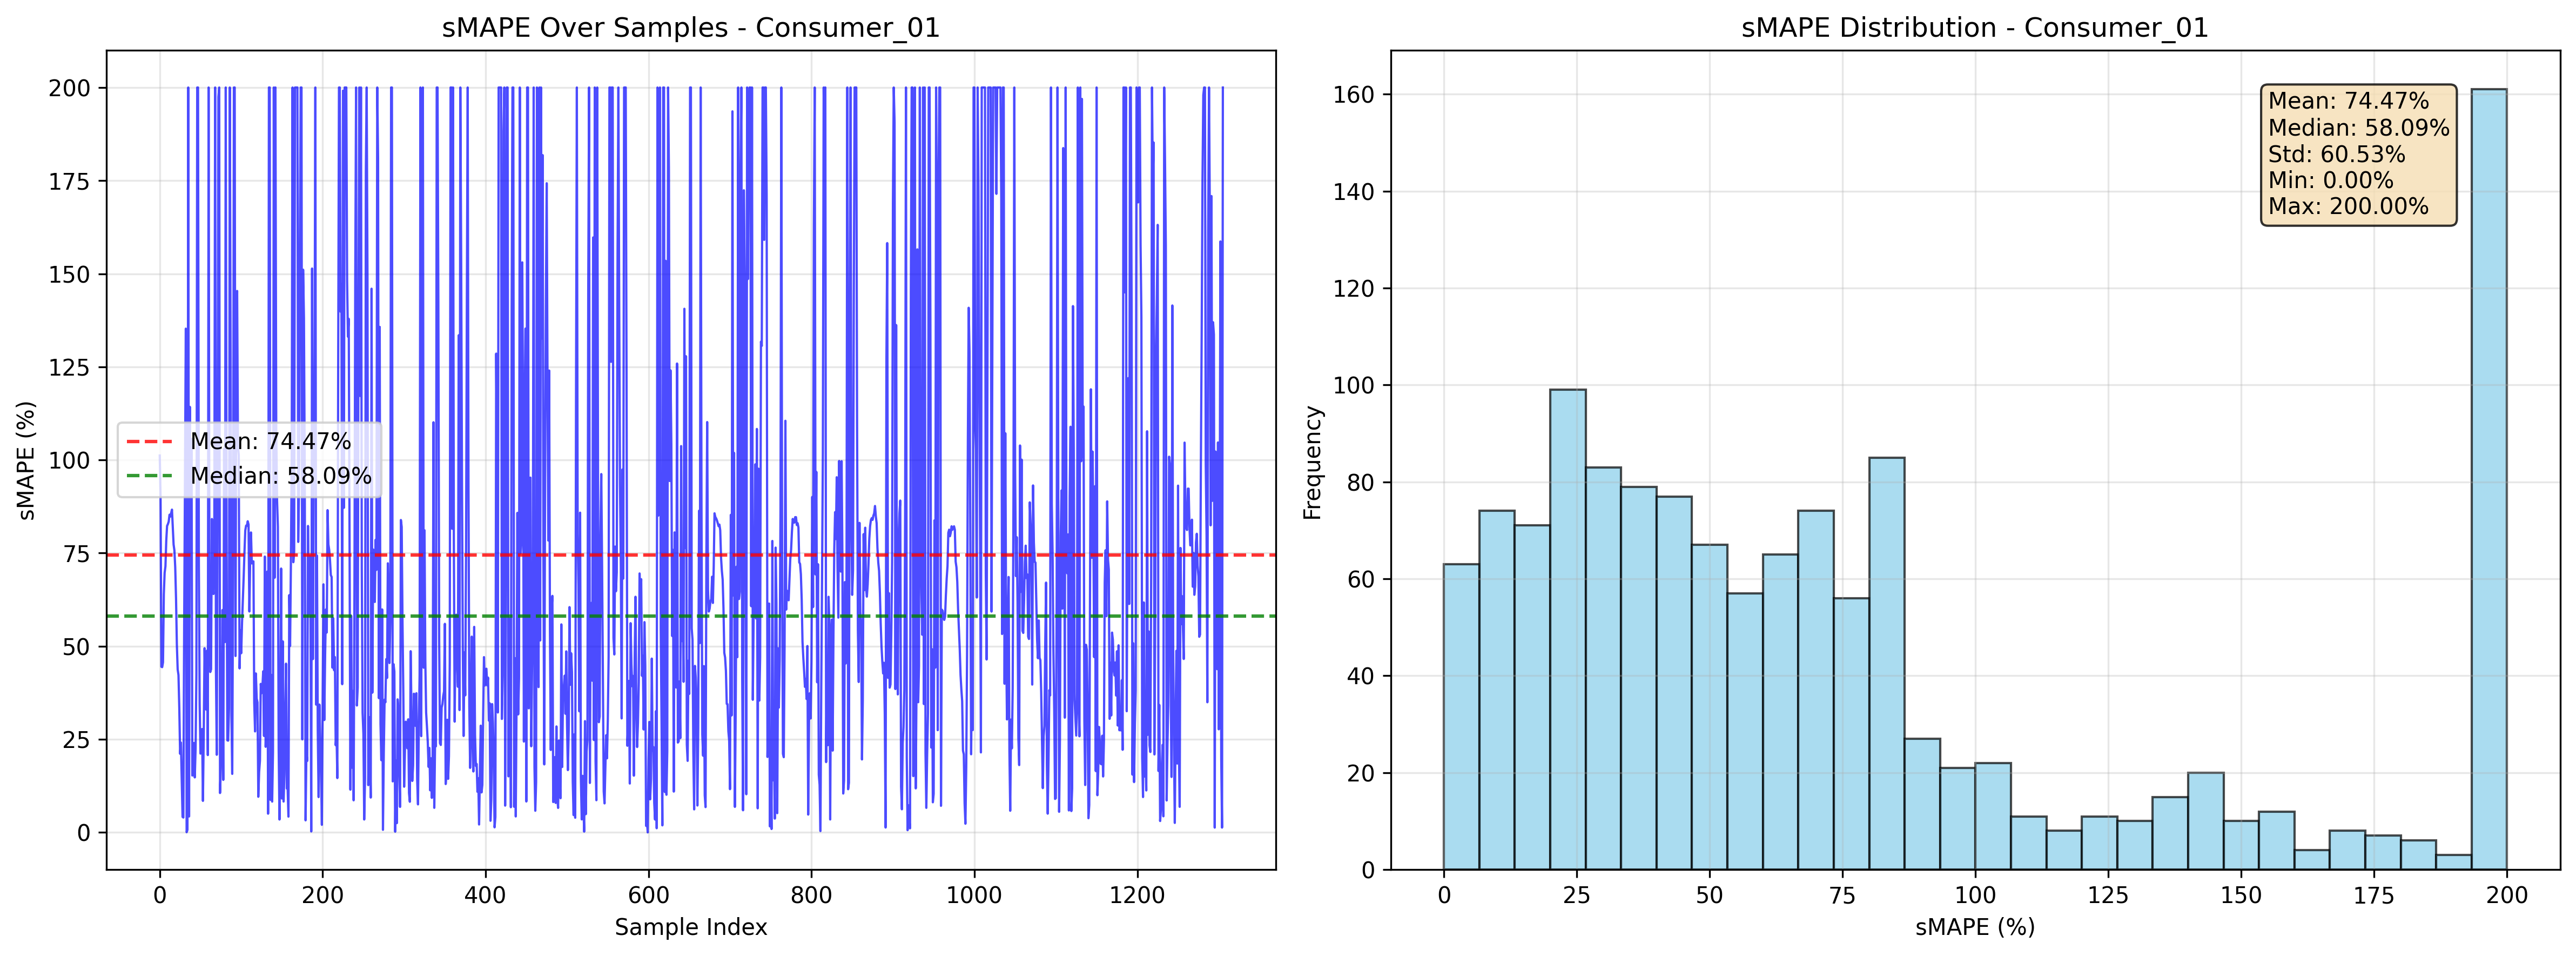 sMAPE Over Samples - Consumer_01
200
175
150
125
100
75
50
25
0
sMAPE (%)
Mean: 74.47%
Median: 58.09%
0 200 400 600 800 1000 1200
Sample Index
sMAPE Distribution - Consumer_01
160
140
120
100
80
60
40
20
0
Frequency
Mean: 74.47%
Median: 58.09%
Std: 60.53%
Min: 0.00%
Max: 200.00%
0 25 50 75 100 125 150 175 200
sMAPE (%)